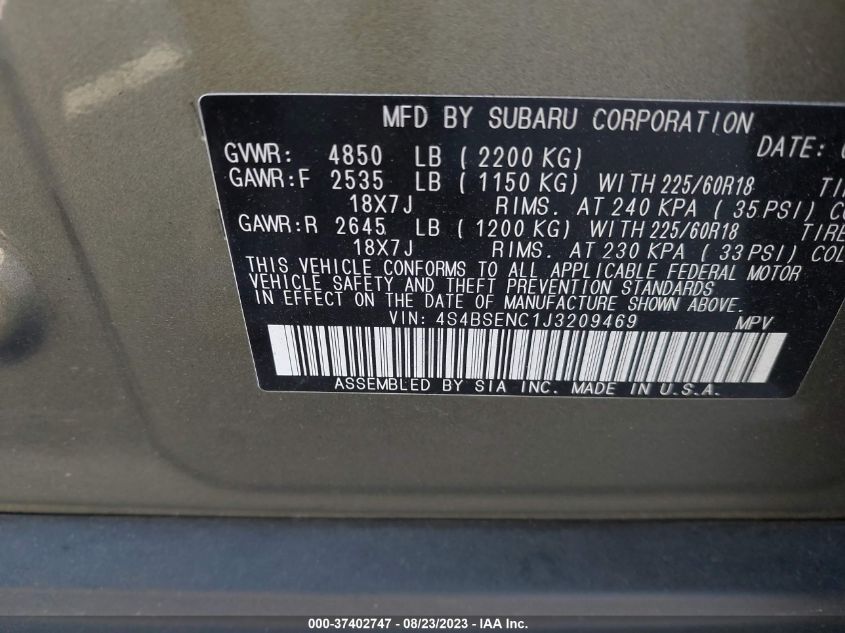 MFD BY SUBARU CORPORATION
GVWR: 4850 LB ( 2200 KG) DATE:
GAWR:F 2535 LB ( 1150 KG) WITH 225/60R18
18X7J RIMS. AT 240 KPA ( 35 PSI)
GAWR:R 2645 LB ( 1200 KG) WITH 225/60R18 TIRE
18X7J RIMS. AT 230 KPA ( 33 PSI) COL
THIS VEHICLE CONFORMS TO ALL APPLICABLE FEDERAL MOTOR
VEHICLE SAFETY AND THEFT PREVENTION STANDARDS
IN EFFECT ON THE DATE OF MANUFACTURE SHOWN ABOVE.
VIN: 4S4BSENC1J3209469 MPV
ASSEMBLED BY SIA INC. MADE IN U.S.A.
000-37402747 — 08/23/2023 — IAA Inc.